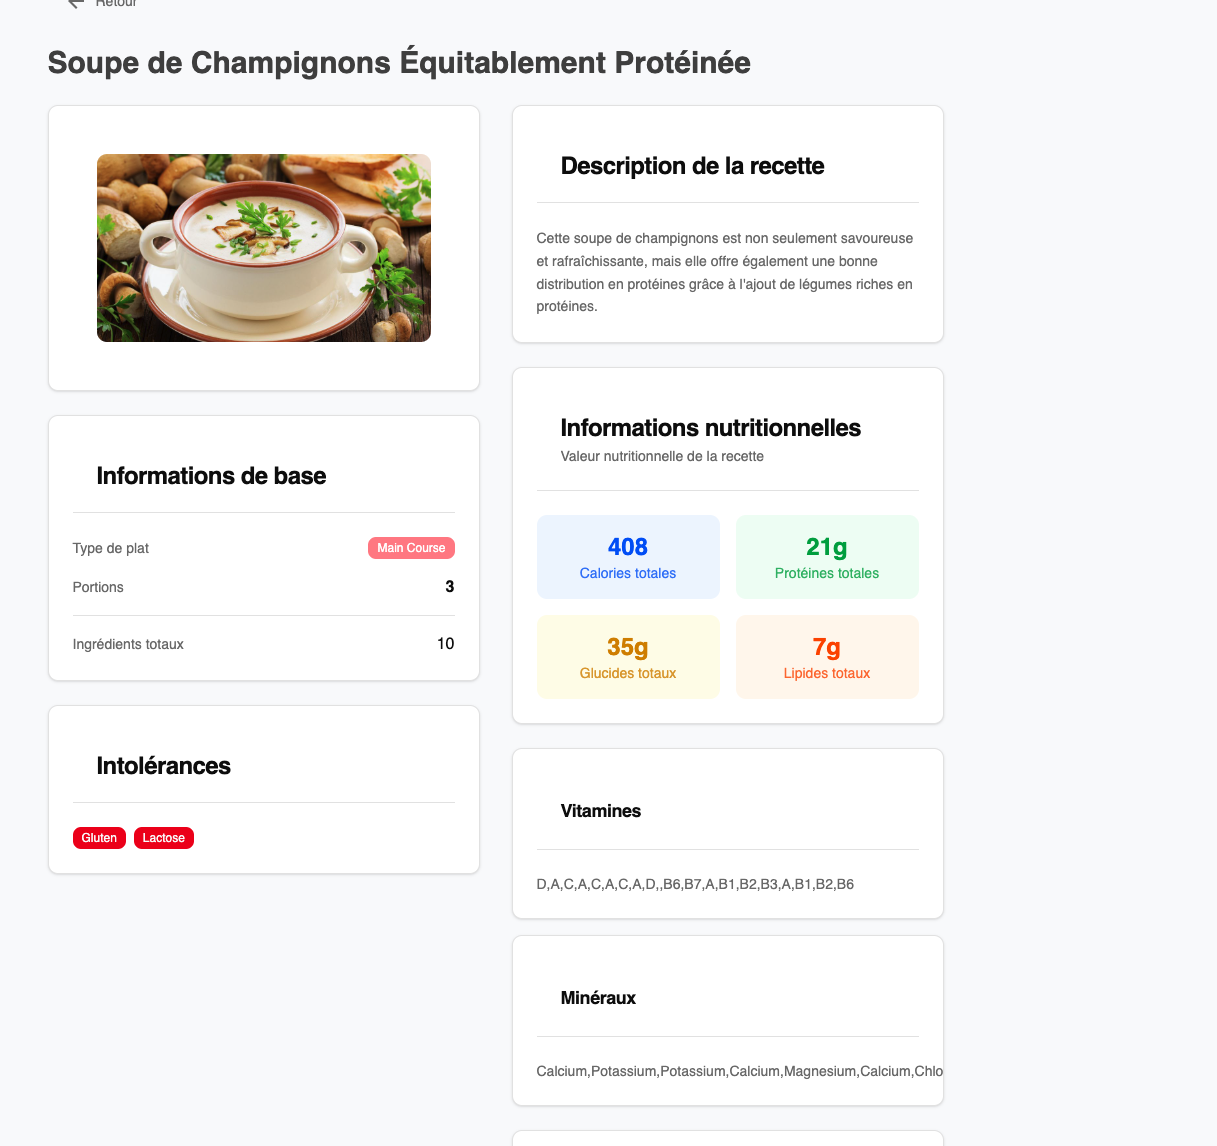 Retour
Soupe de Champignons Équitablement Protéinée
Informations de base
Type de plat
Main Course
Portions
3
Ingrédients totaux
10
Intolérances
Gluten
Lactose
Description de la recette
Cette soupe de champignons est non seulement savoureuse
et rafraîchissante, mais elle offre également une bonne
distribution en protéines grâce à l'ajout de légumes riches en
protéines.
Informations nutritionnelles
Valeur nutritionnelle de la recette
408
Calories totales
21g
Protéines totales
35g
Glucides totaux
7g
Lipides totaux
Vitamines
D,A,C,A,C,A,C,A,D,,B6,B7,A,B1,B2,B3,A,B1,B2,B6
Minéraux
Calcium,Potassium,Potassium,Calcium,Magnesium,Calcium,Chlo